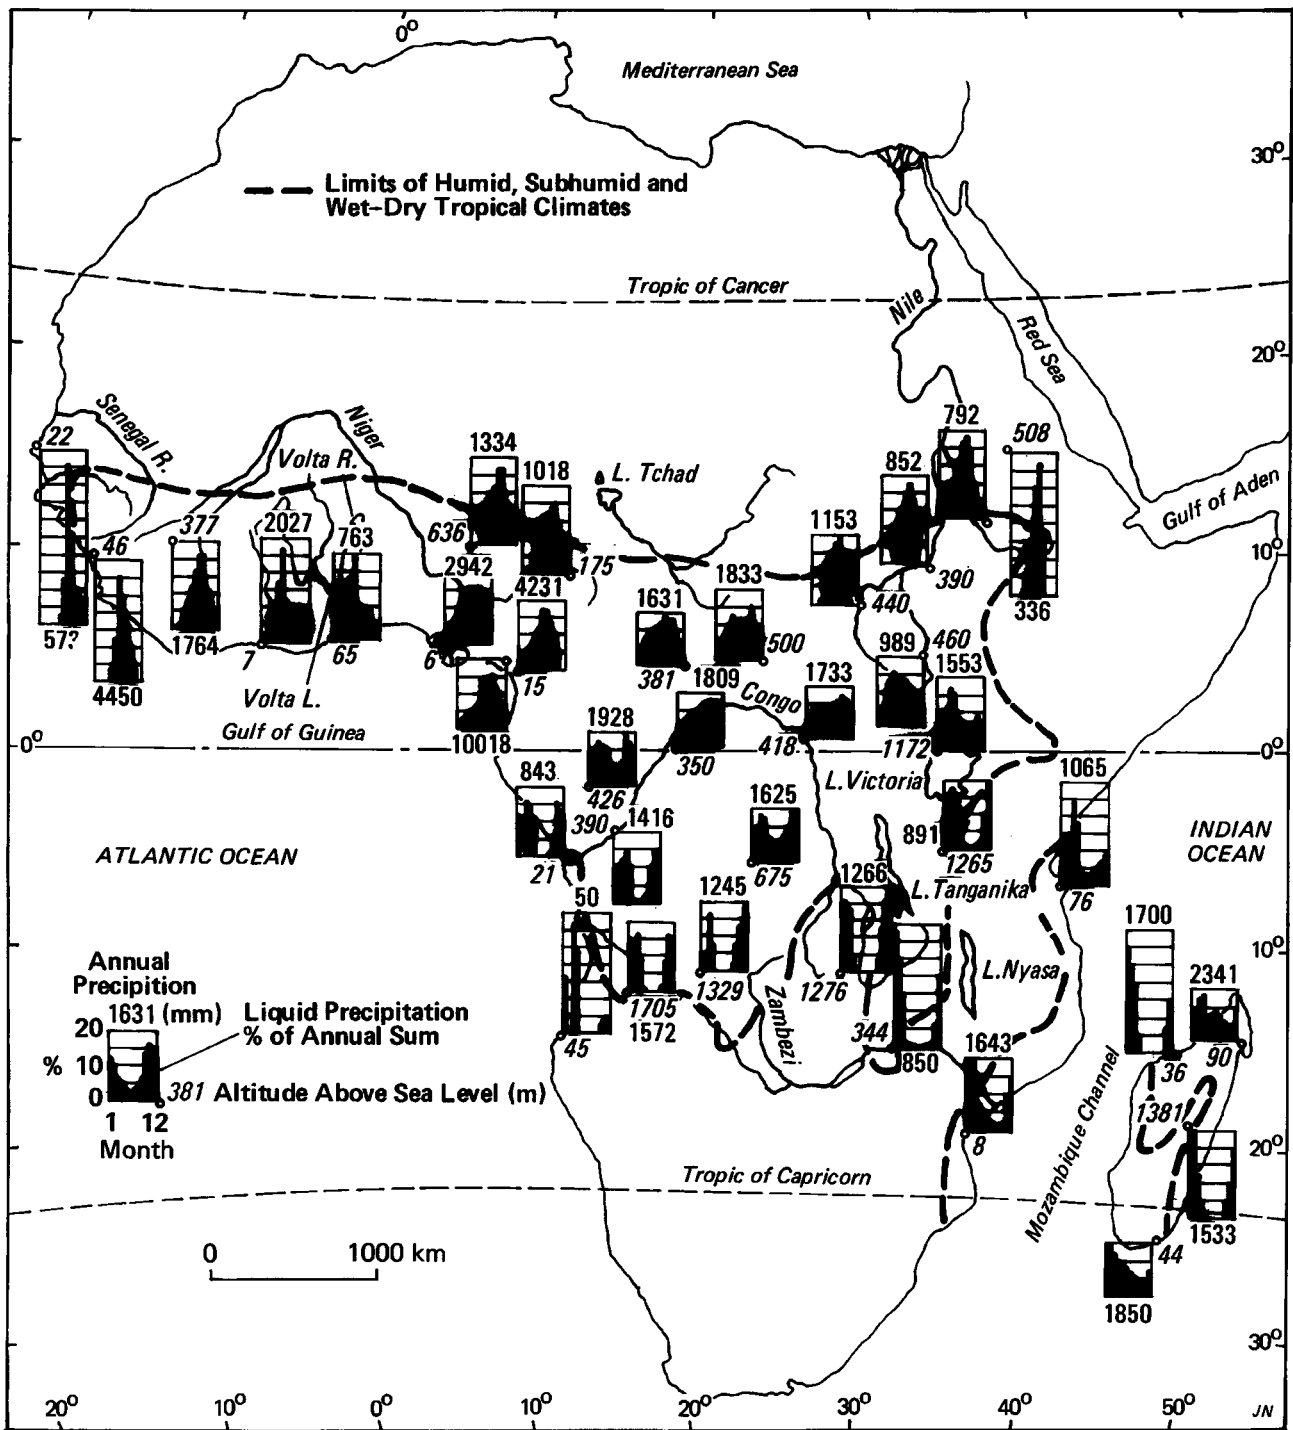 0°
Mediterranean Sea
30°
Limits of Humid, Subhumid and
Wet-Dry Tropical Climates
Tropic of Cancer
Nile
Red Sea
20°
Senegal R.
Niger
792
22
508
Volta R.
1334
852
1018
L. Tchad
Gulf of Aden
377
2027
763
636
1153
46
10°
2942
4231
175
1833
390
440
336
57?
1764
7
65
6
1631
500
989
460
1553
4450
15
381
1809
1733
Volta L.
Congo
Gulf of Guinea
1928
10018
418
1172
0°
0°
350
843
426
L. Victoria
1065
390
1416
1625
891
INDIAN
OCEAN
ATLANTIC OCEAN
21
675
1265
1266
50
1245
L. Tanganika
76
1700
10°
Annual
Precipitation
1329
1276
Zambezi
L. Nyasa
2341
1631 (mm)
Liquid Precipitation
% of Annual Sum
1705
1572
344
20
% 10
0
45
850
1643
36
90
381 Altitude Above Sea Level (m)
1 12
Month
Mozambique Channel
1381
8
20°
Tropic of Capricorn
1533
44
0 1000 km
1850
30°
20° 10° 0° 10° 20° 30° 40° 50°
JN